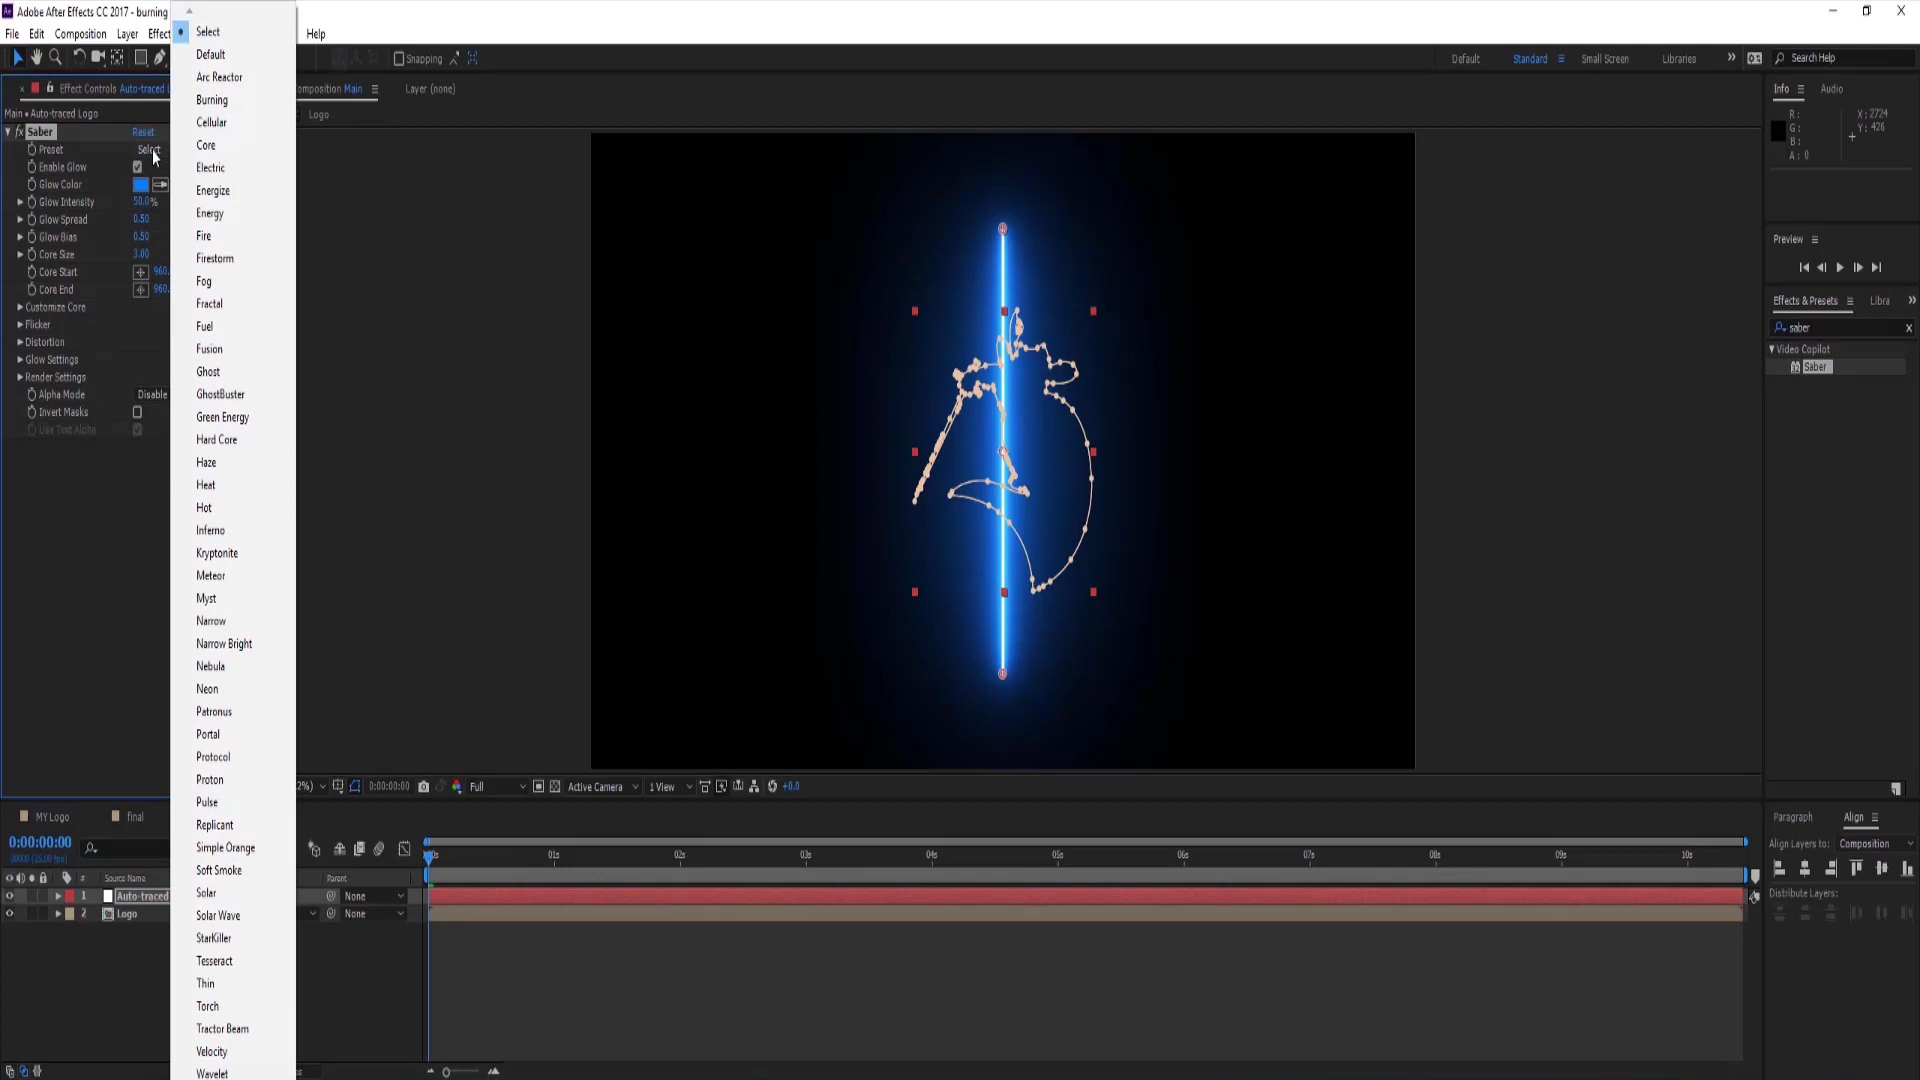 Adobe After Effects CC 2017 - burning
File Edit Composition Layer Effect Help
Snapping
Default Standard Small Screen Libraries Search Help
Effect Controls Auto-traced L
Composition Main Layer (none)
Main • Auto-traced Logo
Logo
fx Saber Reset
Preset Select
Enable Glow
Glow Color
Glow Intensity 50.0%
Glow Spread 0.50
Glow Bias 0.50
Core Size 3.00
Core Start 960.
Core End 960.
Customize Core
Flicker
Distortion
Glow Settings
Render Settings
Alpha Mode Disable
Invert Masks
Use Text Alpha
Select
Default
Arc Reactor
Burning
Cellular
Core
Electric
Energize
Energy
Fire
Firestorm
Fog
Fractal
Fuel
Fusion
Ghost
GhostBuster
Green Energy
Hard Core
Haze
Heat
Hot
Inferno
Kryptonite
Meteor
Myst
Narrow
Narrow Bright
Nebula
Neon
Patronus
Portal
Protocol
Proton
Pulse
Replicant
Simple Orange
Soft Smoke
Solar
Solar Wave
StarKiller
Tesseract
Thin
Torch
Tractor Beam
Velocity
Wavelet
Info Audio
R: X: 2724
G: Y: 426
B:
A: 0
Preview
Effects & Presets Libra
saber
Video Copilot
Saber
2%) 0:00:00:00 Full Active Camera 1 View +0.0
MY Logo final
0:00:00:00
00000 (25.00 fps)
# Source Name Parent
1 Auto-traced None
2 Logo None
01s 02s 03s 04s 05s 06s 07s 08s 09s 10s
Paragraph Align
Align Layers to: Composition
Distribute Layers: